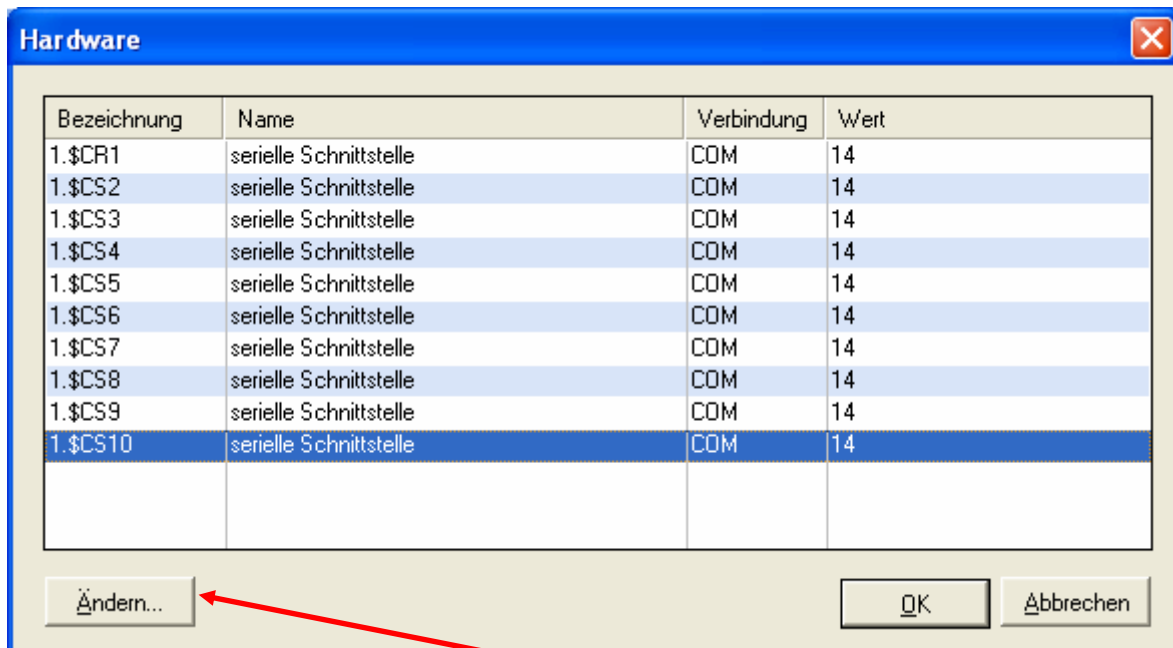 Hardware
Bezeichnung Name Verbindung Wert
1.$CR1 serielle Schnittstelle COM 14
1.$CS2 serielle Schnittstelle COM 14
1.$CS3 serielle Schnittstelle COM 14
1.$CS4 serielle Schnittstelle COM 14
1.$CS5 serielle Schnittstelle COM 14
1.$CS6 serielle Schnittstelle COM 14
1.$CS7 serielle Schnittstelle COM 14
1.$CS8 serielle Schnittstelle COM 14
1.$CS9 serielle Schnittstelle COM 14
1.$CS10 serielle Schnittstelle COM 14
Ändern... OK Abbrechen